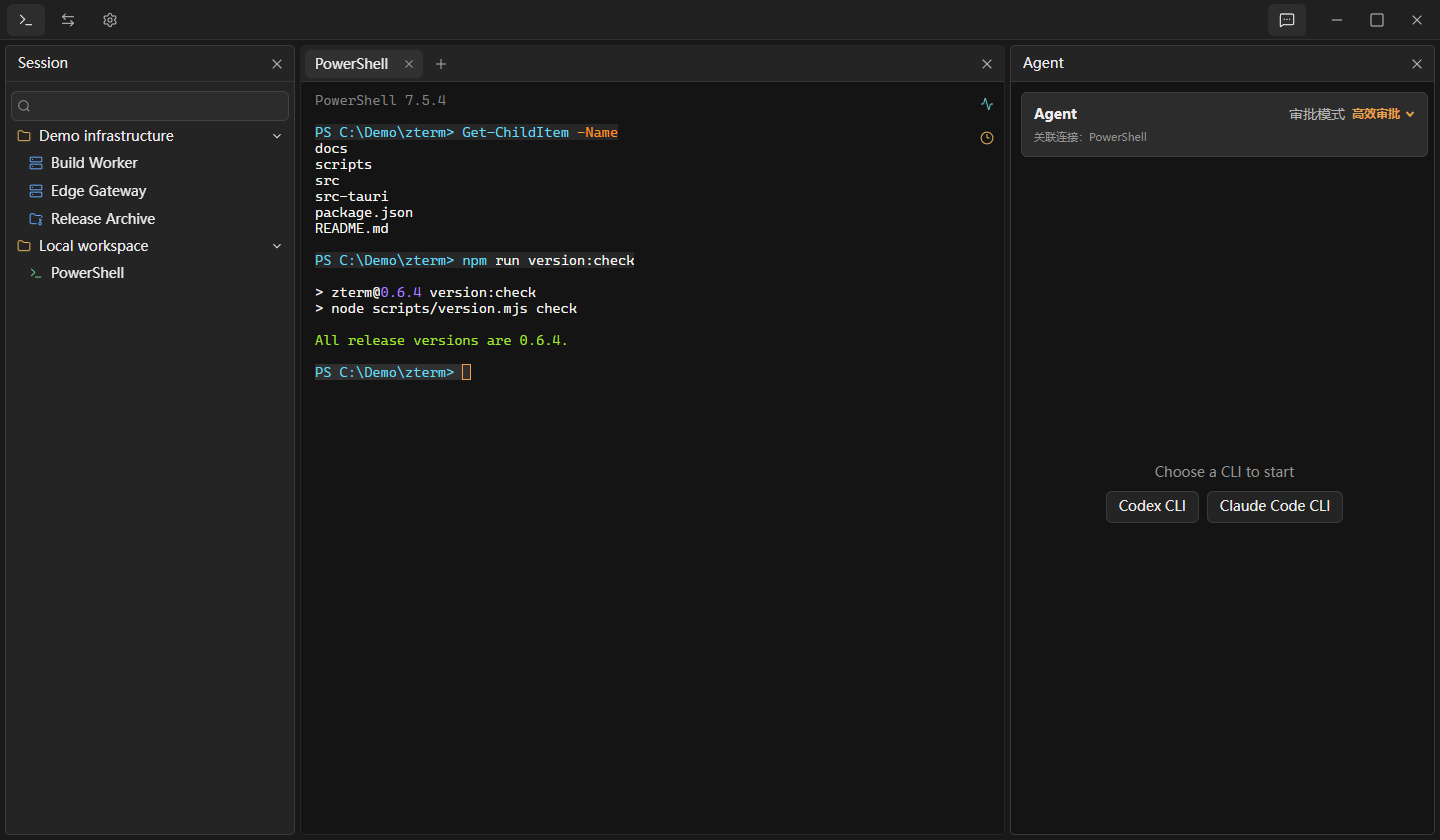 Session
Demo infrastructure
Build Worker
Edge Gateway
Release Archive
Local workspace
PowerShell
PowerShell
PowerShell 7.5.4
PS C:\Demo\zterm> Get-ChildItem -Name
docs
scripts
src
src-tauri
package.json
README.md
PS C:\Demo\zterm> npm run version:check
> zterm@0.6.4 version:check
> node scripts/version.mjs check
All release versions are 0.6.4.
PS C:\Demo\zterm>
Agent
Agent 审批模式 高效审批
关联连接: PowerShell
Choose a CLI to start
Codex CLI Claude Code CLI